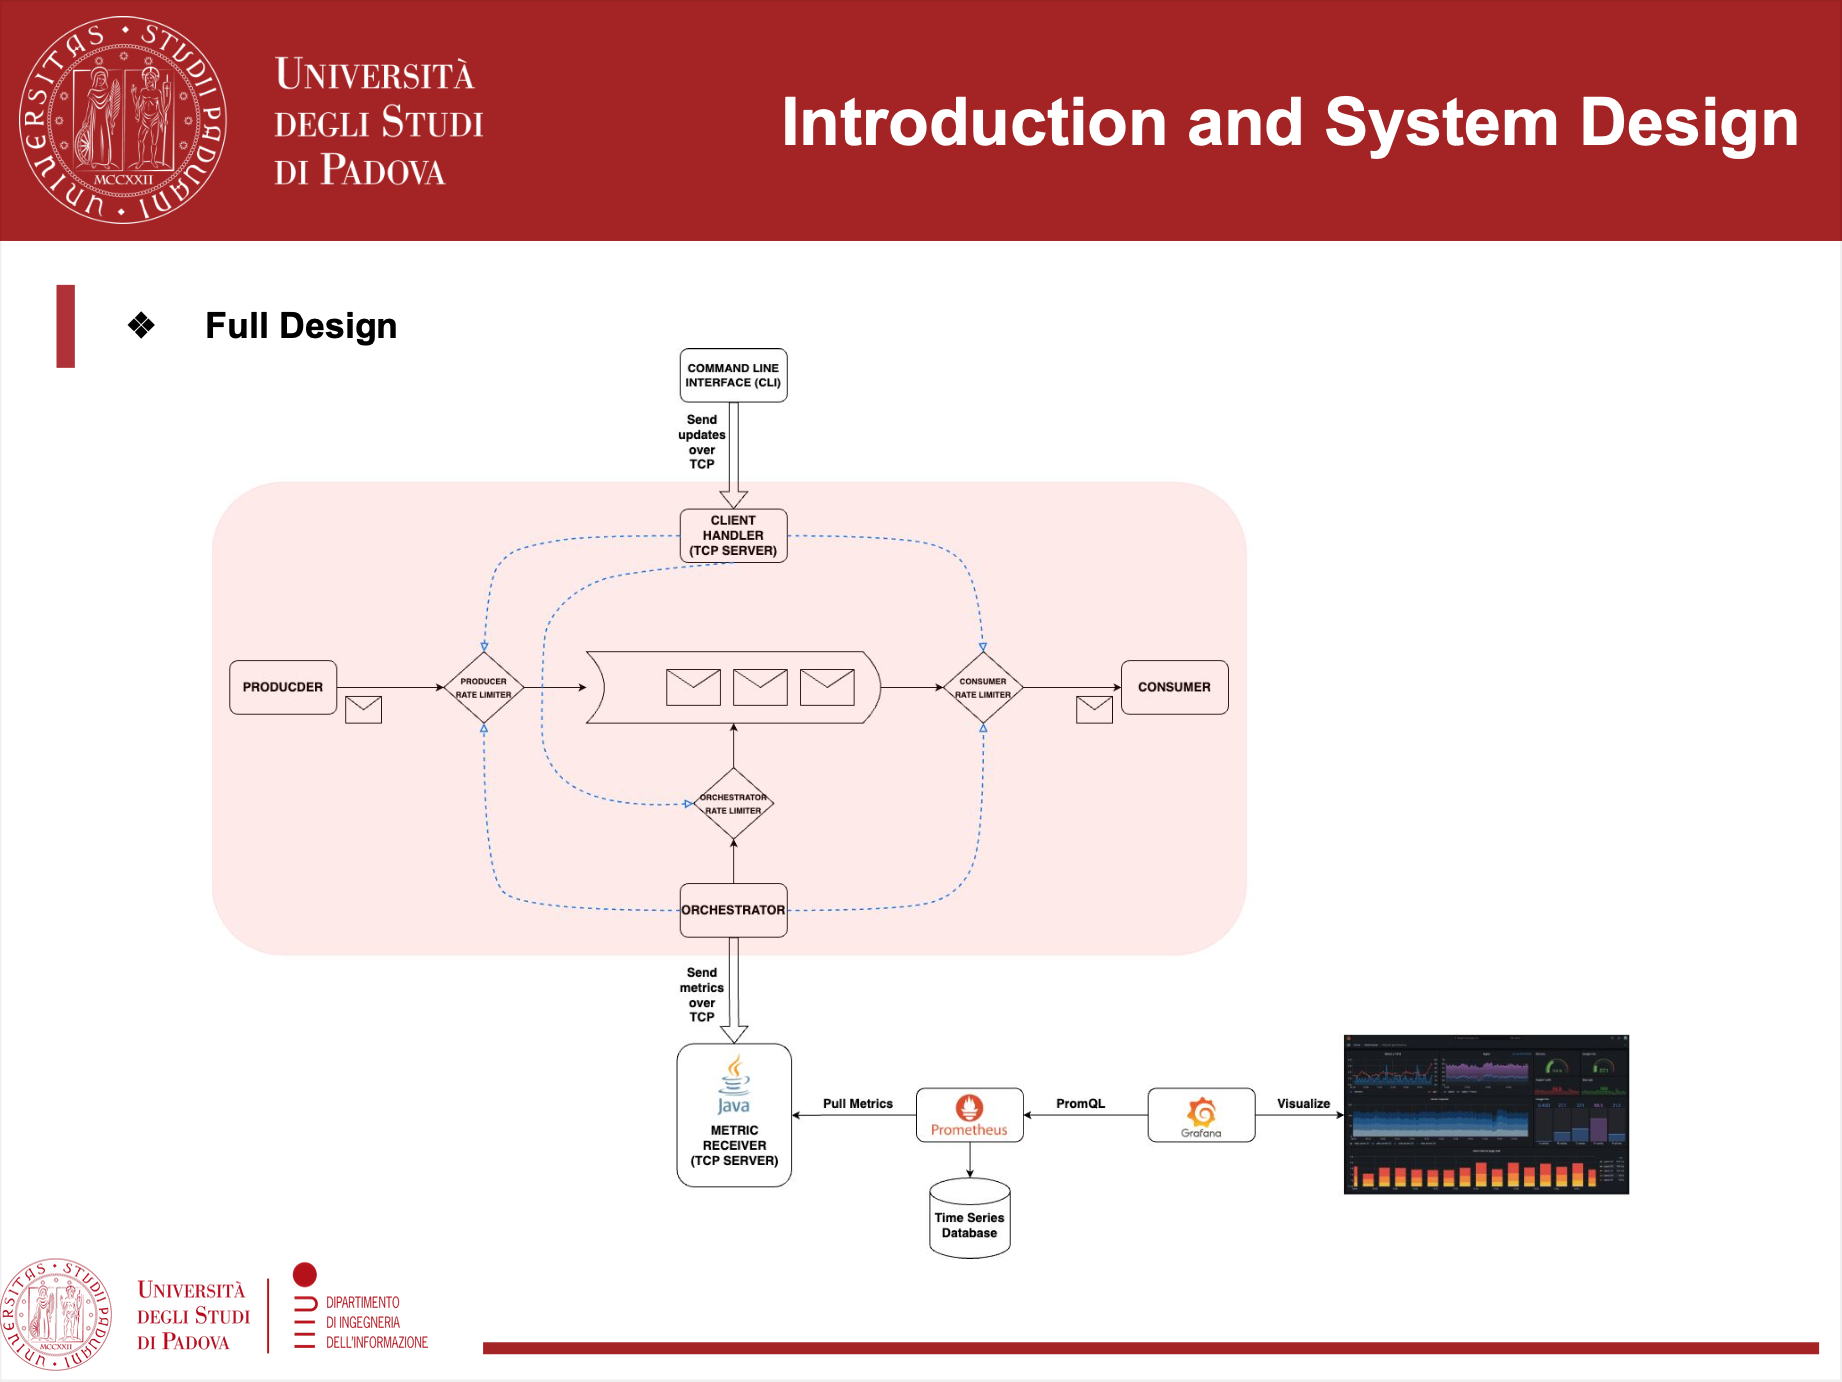 UNIVERSITAS STUDII PADUANI
MCCXXII
UNIVERSITÀ
DEGLI STUDI
DI PADOVA
Introduction and System Design
❖ Full Design
COMMAND LINE
INTERFACE (CLI)
Send
updates
over
TCP
CLIENT
HANDLER
(TCP SERVER)
PRODUCDER
PRODUCER
RATE LIMITER
CONSUMER
RATE LIMITER
CONSUMER
ORCHESTRATOR
RATE LIMITER
ORCHESTRATOR
Send
metrics
over
TCP
Java
METRIC
RECEIVER
(TCP SERVER)
Pull Metrics
Prometheus
PromQL
Grafana
Visualize
Time Series
Database
UNIVERSITAS STUDII PADUANI
MCCXXII
UNIVERSITÀ
DEGLI STUDI
DI PADOVA
DIPARTIMENTO
DI INGEGNERIA
DELL'INFORMAZIONE